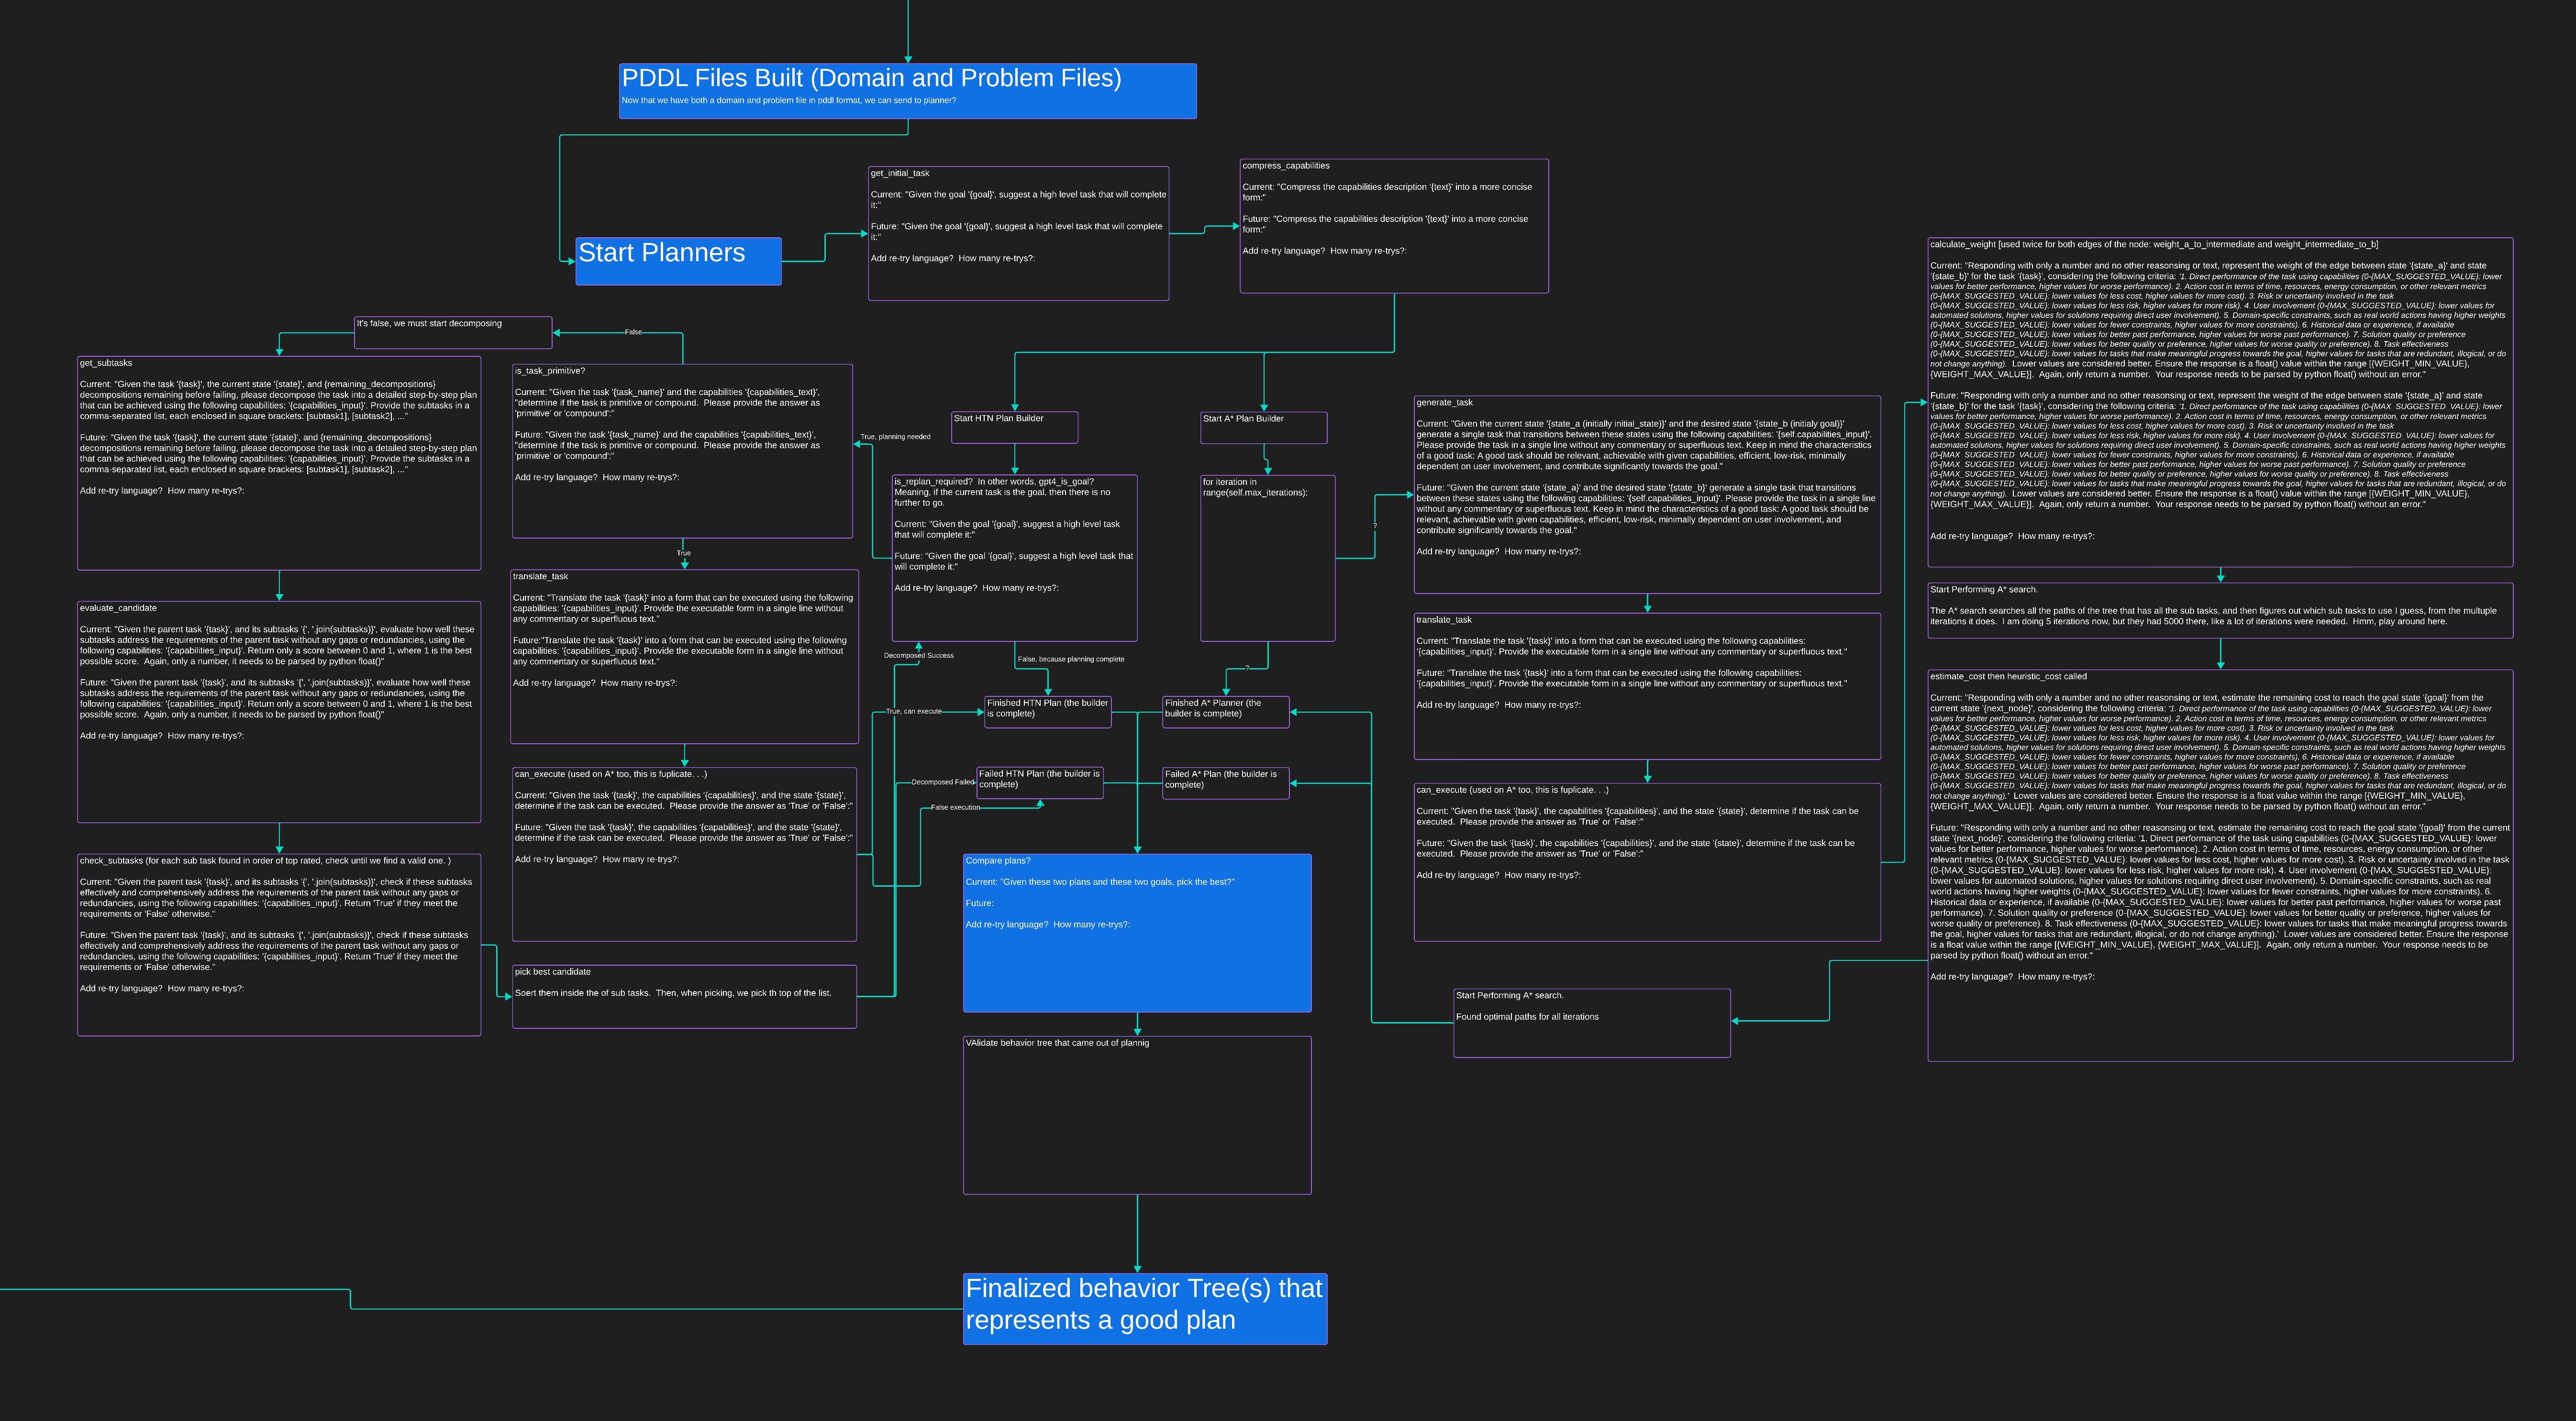 PDDL Files Built (Domain and Problem Files)
Now that we have both a domain and problem file in pddl format, we can send to planner?
Start Planners
get_initial_task
Current: "Given the goal '{goal}', suggest a high level task that will complete
it:"
Future: "Given the goal '{goal}', suggest a high level task that will complete
it:"
Add re-try language?  How many re-trys?:
compress_capabilities
Current: "Compress the capabilities description '{text}' into a more concise
form:"
Future: "Compress the capabilities description '{text}' into a more concise
form:"
Add re-try language?  How many re-trys?:
It's false, we must start decomposing
False
get_subtasks
Current: "Given the task '{task}', the current state '{state}', and {remaining_decompositions}
decompositions remaining before failing, please decompose the task into a detailed step-by-step plan
that can be achieved using the following capabilities: '{capabilities_input}'. Provide the subtasks in a
comma-separated list, each enclosed in square brackets: [subtask1], [subtask2], ..."
Future: "Given the task '{task}', the current state '{state}', and {remaining_decompositions}
decompositions remaining before failing, please decompose the task into a detailed step-by-step plan
that can be achieved using the following capabilities: '{capabilities_input}'. Provide the subtasks in a
comma-separated list, each enclosed in square brackets: [subtask1], [subtask2], ..."
Add re-try language?  How many re-trys?:
evaluate_candidate
Current: "Given the parent task '{task}', and its subtasks '{', '.join(subtasks)}', evaluate how well these
subtasks address the requirements of the parent task without any gaps or redundancies, using the
following capabilities: '{capabilities_input}'. Return only a score between 0 and 1, where 1 is the best
possible score.  Again, only a number, it needs to be parsed by python float()"
Future: "Given the parent task '{task}', and its subtasks '{', '.join(subtasks)}', evaluate how well these
subtasks address the requirements of the parent task without any gaps or redundancies, using the
following capabilities: '{capabilities_input}'. Return only a score between 0 and 1, where 1 is the best
possible score.  Again, only a number, it needs to be parsed by python float()"
Add re-try language?  How many re-trys?:
check_subtasks (for each sub task found in order of top rated, check until we find a valid one. )
Current: "Given the parent task '{task}', and its subtasks '{', '.join(subtasks)}', check if these subtasks
effectively and comprehensively address the requirements of the parent task without any gaps or
redundancies, using the following capabilities: '{capabilities_input}'. Return 'True' if they meet the
requirements or 'False' otherwise."
Future: "Given the parent task '{task}', and its subtasks '{', '.join(subtasks)}', check if these subtasks
effectively and comprehensively address the requirements of the parent task without any gaps or
redundancies, using the following capabilities: '{capabilities_input}'. Return 'True' if they meet the
requirements or 'False' otherwise."
Add re-try language?  How many re-trys?:
is_task_primitive?
Current: "Given the task '{task_name}' and the capabilities '{capabilities_text}',
"determine if the task is primitive or compound.  Please provide the answer as
'primitive' or 'compound':"
Future: "Given the task '{task_name}' and the capabilities '{capabilities_text}',
"determine if the task is primitive or compound.  Please provide the answer as
'primitive' or 'compound':"
Add re-try language?  How many re-trys?:
True
translate_task
Current: "Translate the task '{task}' into a form that can be executed using the following
capabilities: '{capabilities_input}'. Provide the executable form in a single line without
any commentary or superfluous text."
Future:"Translate the task '{task}' into a form that can be executed using the following
capabilities: '{capabilities_input}'. Provide the executable form in a single line without
any commentary or superfluous text."
Add re-try language?  How many re-trys?:
can_execute (used on A* too, this is fuplicate. . .)
Current: "Given the task '{task}', the capabilities '{capabilities}', and the state '{state}',
determine if the task can be executed.  Please provide the answer as 'True' or 'False':"
Future: "Given the task '{task}', the capabilities '{capabilities}', and the state '{state}',
determine if the task can be executed.  Please provide the answer as 'True' or 'False':"
Add re-try language?  How many re-trys?:
pick best candidate
Soert them inside the of sub tasks.  Then, when picking, we pick th top of the list.
True, planning needed
Start HTN Plan Builder
is_replan_required?  In other words, gpt4_is_goal?
Meaning, if the current task is the goal, then there is no
further to go.
Current: "Given the goal '{goal}', suggest a high level task
that will complete it:"
Future: "Given the goal '{goal}', suggest a high level task that
will complete it:"
Add re-try language?  How many re-trys?:
Decomposed Success
False, because planning complete
True, can execute
Finished HTN Plan (the builder
is complete)
Decomposed Failed
Failed HTN Plan (the builder is
complete)
False execution
Start A* Plan Builder
for iteration in
range(self.max_iterations):
?
?
Finished A* Planner (the
builder is complete)
Failed A* Plan (the builder is
complete)
Compare plans?
Current: "Given these two plans and these two goals, pick the best?"
Future:
Add re-try language?  How many re-trys?:
VAlidate behavior tree that came out of plannig
Finalized behavior Tree(s) that
represents a good plan
generate_task
Current: "Given the current state '{state_a (initially initial_state)}' and the desired state '{state_b (initialy goal)}'
generate a single task that transitions between these states using the following capabilities: '{self.capabilities_input}'.
Please provide the task in a single line without any commentary or superfluous text. Keep in mind the characteristics
of a good task: A good task should be relevant, achievable with given capabilities, efficient, low-risk, minimally
dependent on user involvement, and contribute significantly towards the goal."
Future: "Given the current state '{state_a}' and the desired state '{state_b}' generate a single task that transitions
between these states using the following capabilities: '{self.capabilities_input}'. Please provide the task in a single line
without any commentary or superfluous text. Keep in mind the characteristics of a good task: A good task should be
relevant, achievable with given capabilities, efficient, low-risk, minimally dependent on user involvement, and
contribute significantly towards the goal."
Add re-try language?  How many re-trys?:
translate_task
Current: "Translate the task '{task}' into a form that can be executed using the following capabilities:
'{capabilities_input}'. Provide the executable form in a single line without any commentary or superfluous text."
Future: "Translate the task '{task}' into a form that can be executed using the following capabilities:
'{capabilities_input}'. Provide the executable form in a single line without any commentary or superfluous text."
Add re-try language?  How many re-trys?:
can_execute (used on A* too, this is fuplicate. . .)
Current: "Given the task '{task}', the capabilities '{capabilities}', and the state '{state}', determine if the task can be
executed.  Please provide the answer as 'True' or 'False':"
Future: "Given the task '{task}', the capabilities '{capabilities}', and the state '{state}', determine if the task can be
executed.  Please provide the answer as 'True' or 'False':"
Add re-try language?  How many re-trys?:
Start Performing A* search.
Found optimal paths for all iterations
calculate_weight [used twice for both edges of the node: weight_a_to_intermediate and weight_intermediate_to_b]
Current: "Responding with only a number and no other reasonsing or text, represent the weight of the edge between state '{state_a}' and state
'{state_b}' for the task '{task}', considering the following criteria: '1. Direct performance of the task using capabilities (0-{MAX_SUGGESTED_VALUE}: lower
values for better performance, higher values for worse performance). 2. Action cost in terms of time, resources, energy consumption, or other relevant metrics
(0-{MAX_SUGGESTED_VALUE}: lower values for less cost, higher values for more cost). 3. Risk or uncertainty involved in the task
(0-{MAX_SUGGESTED_VALUE}: lower values for less risk, higher values for more risk). 4. User involvement (0-{MAX_SUGGESTED_VALUE}: lower values for
automated solutions, higher values for solutions requiring direct user involvement). 5. Domain-specific constraints, such as real world actions having higher weights
(0-{MAX_SUGGESTED_VALUE}: lower values for fewer constraints, higher values for more constraints). 6. Historical data or experience, if available
(0-{MAX_SUGGESTED_VALUE}: lower values for better past performance, higher values for worse past performance). 7. Solution quality or preference
(0-{MAX_SUGGESTED_VALUE}: lower values for better quality or preference, higher values for worse quality or preference). 8. Task effectiveness
(0-{MAX_SUGGESTED_VALUE}: lower values for tasks that make meaningful progress towards the goal, higher values for tasks that are redundant, illogical, or do
not change anything).  Lower values are considered better. Ensure the response is a float() value within the range [{WEIGHT_MIN_VALUE},
{WEIGHT_MAX_VALUE}].  Again, only return a number.  Your response needs to be parsed by python float() without an error."
Future: "Responding with only a number and no other reasonsing or text, represent the weight of the edge between state '{state_a}' and state
'{state_b}' for the task '{task}', considering the following criteria: '1. Direct performance of the task using capabilities (0-{MAX_SUGGESTED_VALUE}: lower
values for better performance, higher values for worse performance). 2. Action cost in terms of time, resources, energy consumption, or other relevant metrics
(0-{MAX_SUGGESTED_VALUE}: lower values for less cost, higher values for more cost). 3. Risk or uncertainty involved in the task
(0-{MAX_SUGGESTED_VALUE}: lower values for less risk, higher values for more risk). 4. User involvement (0-{MAX_SUGGESTED_VALUE}: lower values for
automated solutions, higher values for solutions requiring direct user involvement). 5. Domain-specific constraints, such as real world actions having higher weights
(0-{MAX_SUGGESTED_VALUE}: lower values for fewer constraints, higher values for more constraints). 6. Historical data or experience, if available
(0-{MAX_SUGGESTED_VALUE}: lower values for better past performance, higher values for worse past performance). 7. Solution quality or preference
(0-{MAX_SUGGESTED_VALUE}: lower values for better quality or preference, higher values for worse quality or preference). 8. Task effectiveness
(0-{MAX_SUGGESTED_VALUE}: lower values for tasks that make meaningful progress towards the goal, higher values for tasks that are redundant, illogical, or do
not change anything).  Lower values are considered better. Ensure the response is a float() value within the range [{WEIGHT_MIN_VALUE},
{WEIGHT_MAX_VALUE}].  Again, only return a number.  Your response needs to be parsed by python float() without an error."
Add re-try language?  How many re-trys?:
Start Performing A* search.
The A* search searches all the paths of the tree that has all the sub tasks, and then figures out which sub tasks to use I guess, from the multuple
iterations it does.  I am doing 5 iterations now, but they had 5000 there, like a lot of iterations were needed.  Hmm, play around here.
estimate_cost then heuristic_cost called
Current: "Responding with only a number and no other reasonsing or text, estimate the remaining cost to reach the goal state '{goal}' from the
current state '{next_node}', considering the following criteria: '1. Direct performance of the task using capabilities (0-{MAX_SUGGESTED_VALUE}: lower
values for better performance, higher values for worse performance). 2. Action cost in terms of time, resources, energy consumption, or other relevant metrics
(0-{MAX_SUGGESTED_VALUE}: lower values for less cost, higher values for more cost). 3. Risk or uncertainty involved in the task
(0-{MAX_SUGGESTED_VALUE}: lower values for less risk, higher values for more risk). 4. User involvement (0-{MAX_SUGGESTED_VALUE}: lower values for
automated solutions, higher values for solutions requiring direct user involvement). 5. Domain-specific constraints, such as real world actions having higher weights
(0-{MAX_SUGGESTED_VALUE}: lower values for fewer constraints, higher values for more constraints). 6. Historical data or experience, if available
(0-{MAX_SUGGESTED_VALUE}: lower values for better past performance, higher values for worse past performance). 7. Solution quality or preference
(0-{MAX_SUGGESTED_VALUE}: lower values for better quality or preference, higher values for worse quality or preference). 8. Task effectiveness
(0-{MAX_SUGGESTED_VALUE}: lower values for tasks that make meaningful progress towards the goal, higher values for tasks that are redundant, illogical, or do
not change anything).'  Lower values are considered better. Ensure the response is a float value within the range [{WEIGHT_MIN_VALUE},
{WEIGHT_MAX_VALUE}].  Again, only return a number.  Your response needs to be parsed by python float() without an error."
Future: "Responding with only a number and no other reasonsing or text, estimate the remaining cost to reach the goal state '{goal}' from the current
state '{next_node}', considering the following criteria: '1. Direct performance of the task using capabilities (0-{MAX_SUGGESTED_VALUE}: lower
values for better performance, higher values for worse performance). 2. Action cost in terms of time, resources, energy consumption, or other
relevant metrics (0-{MAX_SUGGESTED_VALUE}: lower values for less cost, higher values for more cost). 3. Risk or uncertainty involved in the task
(0-{MAX_SUGGESTED_VALUE}: lower values for less risk, higher values for more risk). 4. User involvement (0-{MAX_SUGGESTED_VALUE}:
lower values for automated solutions, higher values for solutions requiring direct user involvement). 5. Domain-specific constraints, such as real
world actions having higher weights (0-{MAX_SUGGESTED_VALUE}: lower values for fewer constraints, higher values for more constraints). 6.
Historical data or experience, if available (0-{MAX_SUGGESTED_VALUE}: lower values for better past performance, higher values for worse past
performance). 7. Solution quality or preference (0-{MAX_SUGGESTED_VALUE}: lower values for better quality or preference, higher values for
worse quality or preference). 8. Task effectiveness (0-{MAX_SUGGESTED_VALUE}: lower values for tasks that make meaningful progress towards
the goal, higher values for tasks that are redundant, illogical, or do not change anything).'  Lower values are considered better. Ensure the response
is a float value within the range [{WEIGHT_MIN_VALUE}, {WEIGHT_MAX_VALUE}].  Again, only return a number.  Your response needs to be
parsed by python float() without an error."
Add re-try language?  How many re-trys?: